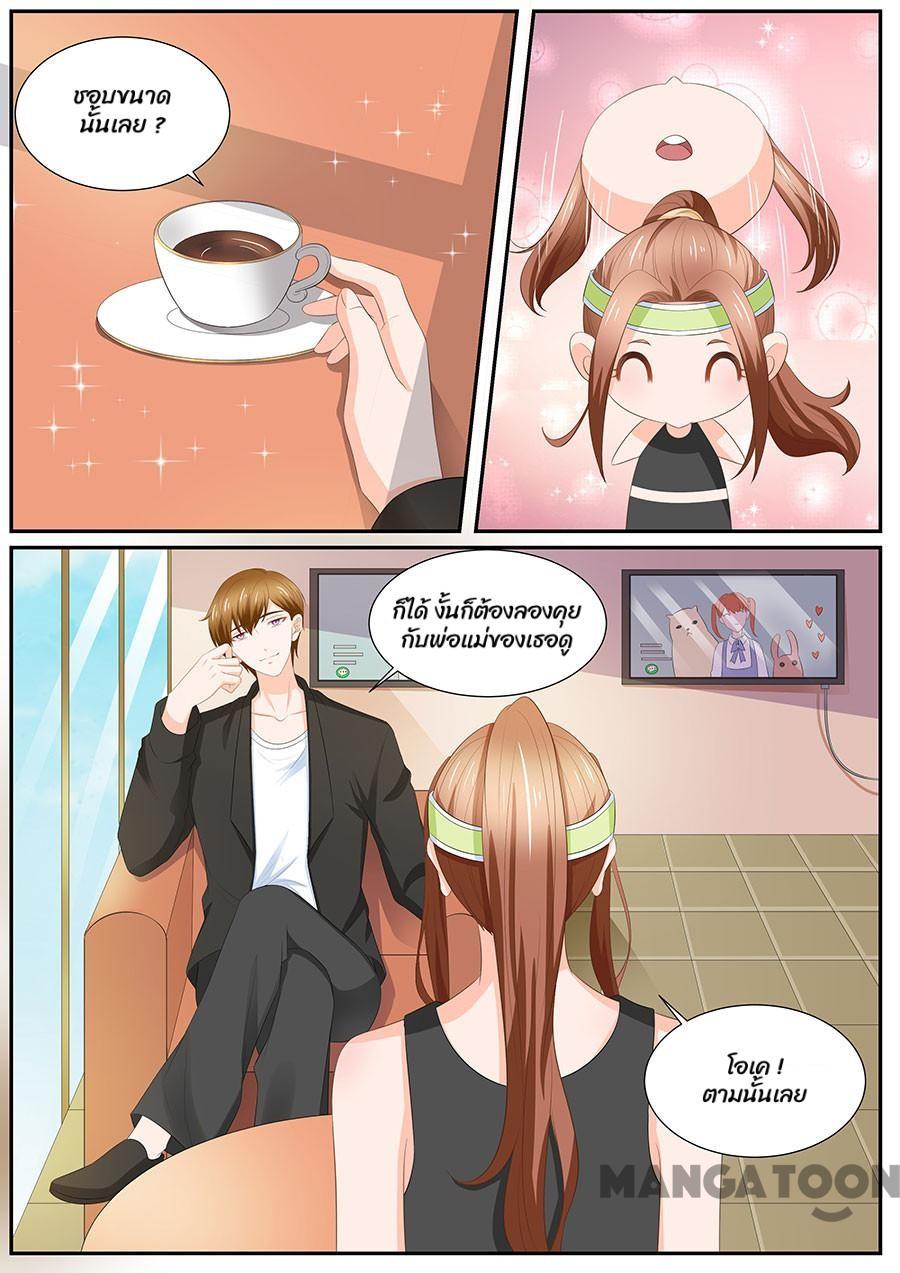 ชอบขนาด
นั้นเลย ?
ก็ได้ งั้นก็ต้องลองคุย
กับพ่อแม่ของเธอดู
โอเค !
ตามนั้นเลย
MANGATOON